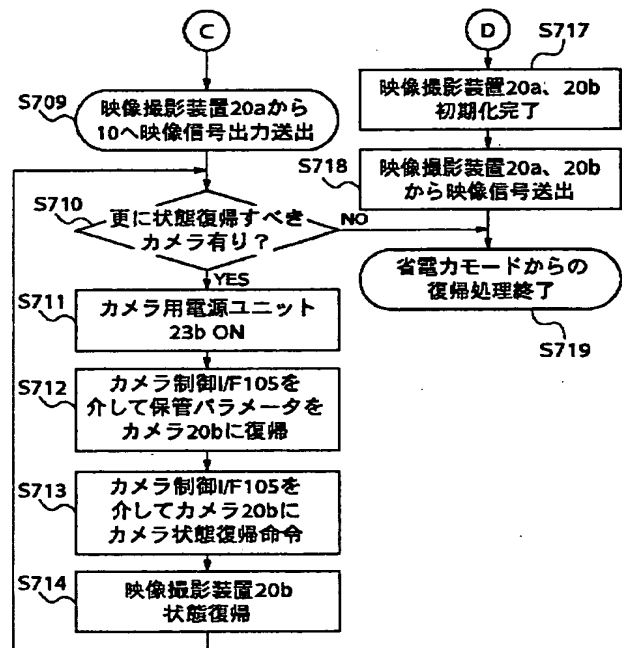 C
S709
映像撮影装置20aから
10へ映像信号出力送出
S710
更に状態復帰すべき
カメラ有り？
NO
YES
S711
カメラ用電源ユニット
23b ON
S712
カメラ制御I/F105を
介して保管パラメータを
カメラ20bに復帰
S713
カメラ制御I/F105を
介してカメラ20bに
カメラ状態復帰命令
S714
映像撮影装置20b
状態復帰
D
S717
映像撮影装置20a、20b
初期化完了
S718
映像撮影装置20a、20b
から映像信号送出
省電力モードからの
復帰処理終了
S719